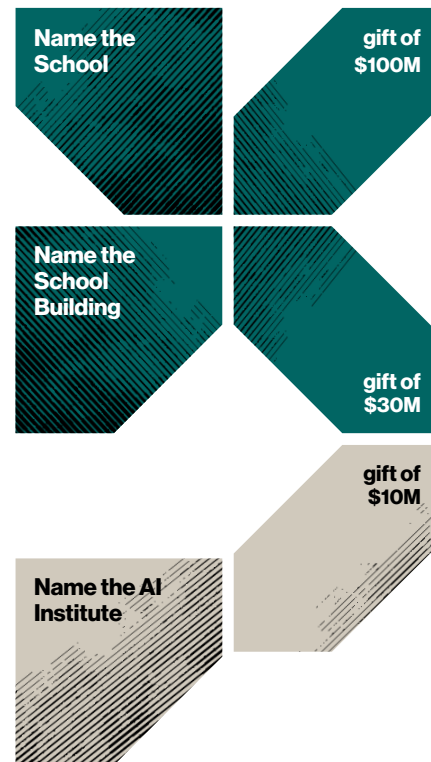 Name the
School
gift of
$100M
Name the
School
Building
gift of
$30M
gift of
$10M
Name the AI
Institute